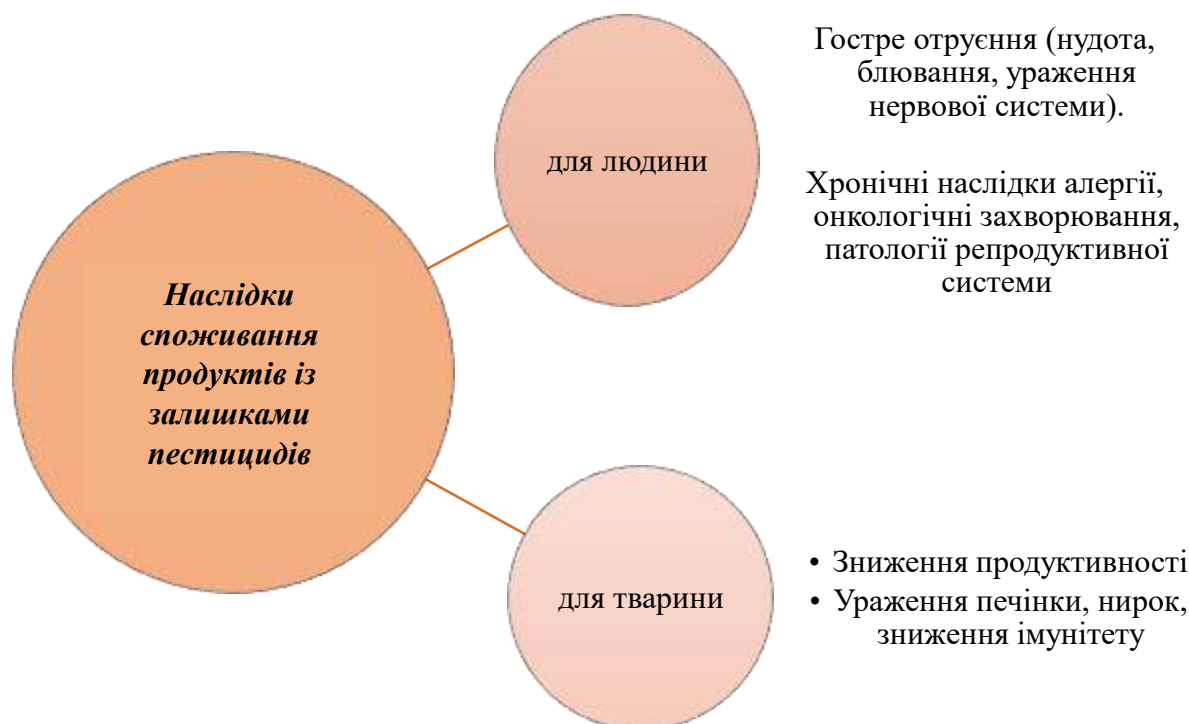 Наслідки
споживання
продуктів із
залишками
пестицидів
для людини
Гостре отруєння (нудота,
блювання, ураження
нервової системи).
Хронічні наслідки алергії,
онкологічні захворювання,
патології репродуктивної
системи
для тварини
• Зниження продуктивності
• Ураження печінки, нирок,
зниження імунітету